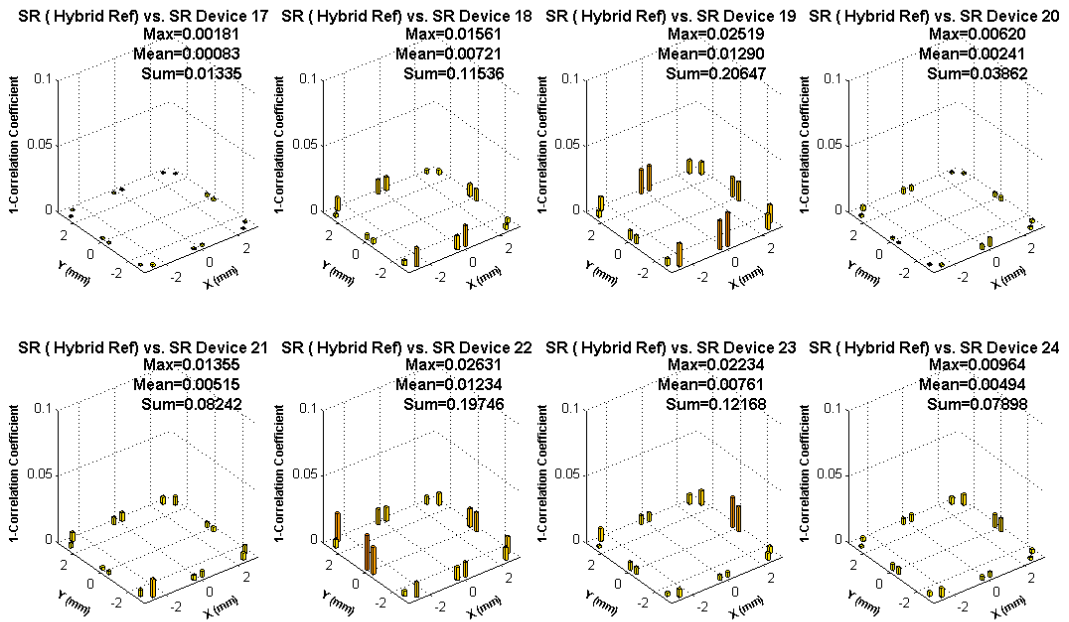 SR ( Hybrid Ref) vs. SR Device 17
Max=0.00181
Mean=0.00083
Sum=0.01335
0.1
0.05
0
1-Correlation Coefficient
2
0
-2
Y (mm)
-2
0
2
X (mm)
SR ( Hybrid Ref) vs. SR Device 18
Max=0.01561
Mean=0.00721
Sum=0.11536
0.1
0.05
0
1-Correlation Coefficient
2
0
-2
Y (mm)
-2
0
2
X (mm)
SR ( Hybrid Ref) vs. SR Device 19
Max=0.02519
Mean=0.01290
Sum=0.20647
0.1
0.05
0
1-Correlation Coefficient
2
0
-2
Y (mm)
-2
0
2
X (mm)
SR ( Hybrid Ref) vs. SR Device 20
Max=0.00620
Mean=0.00241
Sum=0.03862
0.1
0.05
0
1-Correlation Coefficient
2
0
-2
Y (mm)
-2
0
2
X (mm)
SR ( Hybrid Ref) vs. SR Device 21
Max=0.01355
Mean=0.00515
Sum=0.08242
0.1
0.05
0
1-Correlation Coefficient
2
0
-2
Y (mm)
-2
0
2
X (mm)
SR ( Hybrid Ref) vs. SR Device 22
Max=0.02631
Mean=0.01234
Sum=0.19746
0.1
0.05
0
1-Correlation Coefficient
2
0
-2
Y (mm)
-2
0
2
X (mm)
SR ( Hybrid Ref) vs. SR Device 23
Max=0.02234
Mean=0.00761
Sum=0.12168
0.1
0.05
0
1-Correlation Coefficient
2
0
-2
Y (mm)
-2
0
2
X (mm)
SR ( Hybrid Ref) vs. SR Device 24
Max=0.00964
Mean=0.00494
Sum=0.07898
0.1
0.05
0
1-Correlation Coefficient
2
0
-2
Y (mm)
-2
0
2
X (mm)